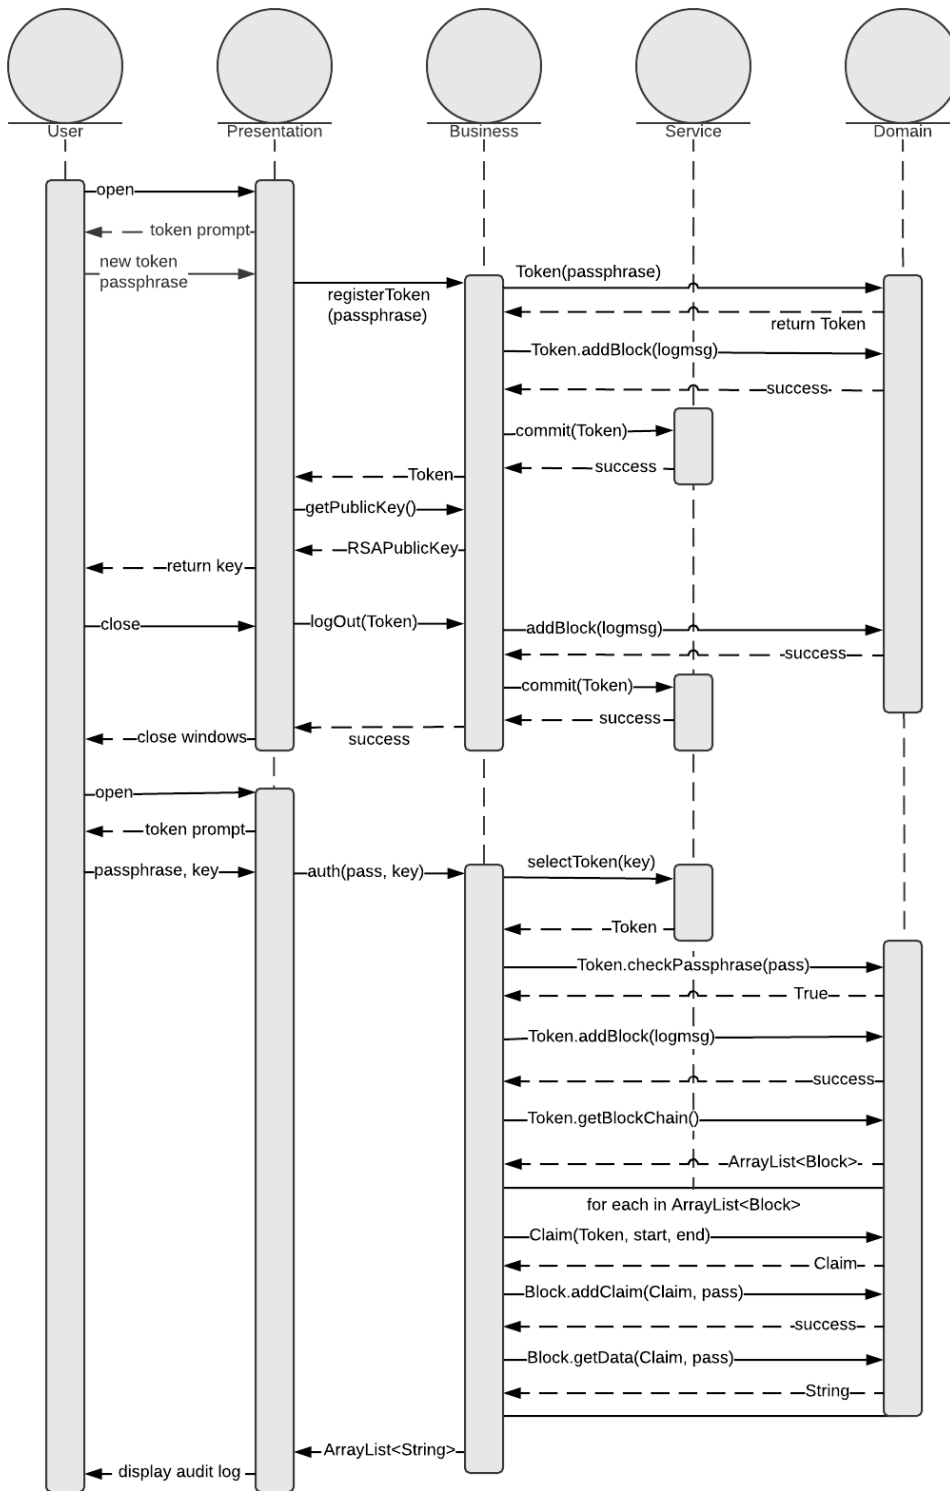 User
Presentation
Business
Service
Domain
open
token prompt
new token
passphrase
registerToken
(passphrase)
Token(passphrase)
return Token
Token.addBlock(logmsg)
success
commit(Token)
success
Token
getPublicKey()
RSAPublicKey
return key
close
logOut(Token)
addBlock(logmsg)
success
commit(Token)
success
success
close windows
open
token prompt
passphrase, key
auth(pass, key)
selectToken(key)
Token
Token.checkPassphrase(pass)
True
Token.addBlock(logmsg)
success
Token.getBlockChain()
ArrayList<Block>
for each in ArrayList<Block>
Claim(Token, start, end)
Claim
Block.addClaim(Claim, pass)
success
Block.getData(Claim, pass)
String
ArrayList<String>
display audit log